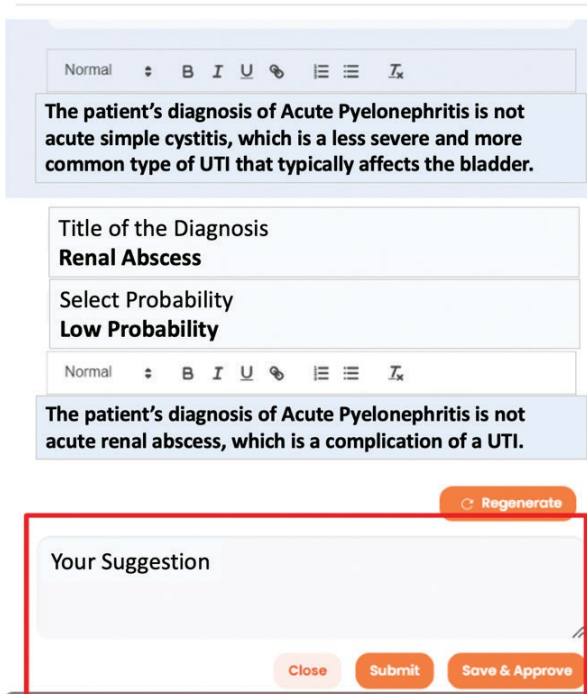 Normal B I U Tx
The patient’s diagnosis of Acute Pyelonephritis is not
acute simple cystitis, which is a less severe and more
common type of UTI that typically affects the bladder.
Title of the Diagnosis
Renal Abscess
Select Probability
Low Probability
Normal B I U Tx
The patient’s diagnosis of Acute Pyelonephritis is not
acute renal abscess, which is a complication of a UTI.
Regenerate
Your Suggestion
Close Submit Save & Approve